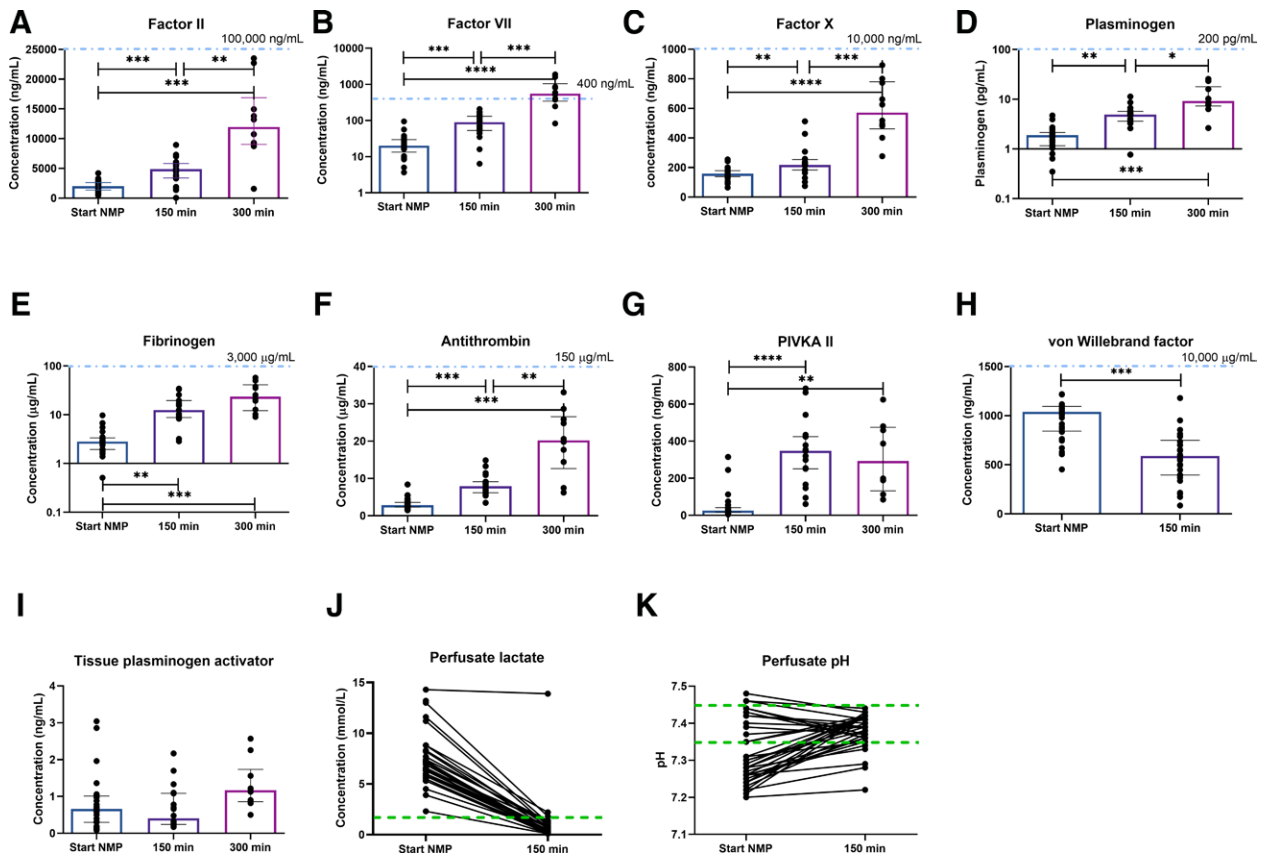 A
Factor II
100,000 ng/mL
Concentration (ng/mL)
25000
20000
15000
10000
5000
0
***
**
***
Start NMP
150 min
300 min
B
Factor VII
Concentration (ng/mL)
10000
1000
100
10
1
***
***
****
400 ng/mL
Start NMP
150 min
300 min
C
Factor X
10,000 ng/mL
concentration (ng/mL)
1000
800
600
400
200
0
**
***
****
Start NMP
150 min
300 min
D
Plasminogen
200 pg/mL
Plasminogen (pg/mL)
100
10
1
0.1
**
*
***
Start NMP
150 min
300 min
E
Fibrinogen
3,000 µg/mL
Concentration (µg/mL)
100
10
1
0.1
**
***
Start NMP
150 min
300 min
F
Antithrombin
150 µg/mL
Concentration (µg/mL)
40
30
20
10
0
***
**
***
Start NMP
150 min
300 min
G
PIVKA II
Concentration (ng/mL)
800
600
400
200
0
****
**
Start NMP
150 min
300 min
H
von Willebrand factor
10,000 µg/mL
Concentration (ng/mL)
1500
1000
500
0
***
Start NMP
150 min
I
Tissue plasminogen activator
Concentration (ng/mL)
4
3
2
1
0
Start NMP
150 min
300 min
J
Perfusate lactate
Concentration (mmol/L)
15
10
5
0
Start NMP
150 min
K
Perfusate pH
pH
7.5
7.4
7.3
7.2
7.1
Start NMP
150 min